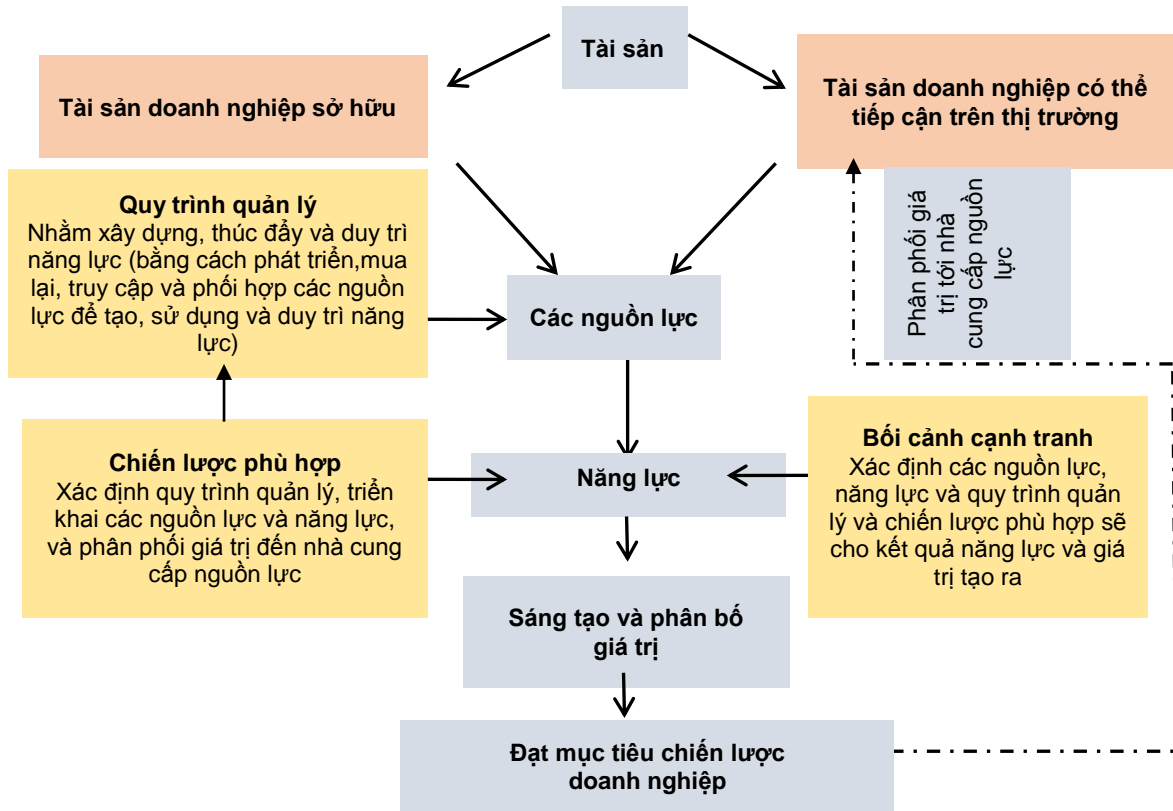 Tài sản
Tài sản doanh nghiệp sở hữu
Tài sản doanh nghiệp có thể
tiếp cận trên thị trường
Quy trình quản lý
Nhằm xây dựng, thúc đẩy và duy trì
năng lực (bằng cách phát triển,mua
lại, truy cập và phối hợp các nguồn
lực để tạo, sử dụng và duy trì năng
lực)
Phân phối giá
trị tới nhà
cung cấp nguồn
lực
Các nguồn lực
Chiến lược phù hợp
Xác định quy trình quản lý, triển
khai các nguồn lực và năng lực,
và phân phối giá trị đến nhà cung
cấp nguồn lực
Năng lực
Bối cảnh cạnh tranh
Xác định các nguồn lực,
năng lực và quy trình quản
lý và chiến lược phù hợp sẽ
cho kết quả năng lực và giá
trị tạo ra
Sáng tạo và phân bố
giá trị
Đạt mục tiêu chiến lược
doanh nghiệp